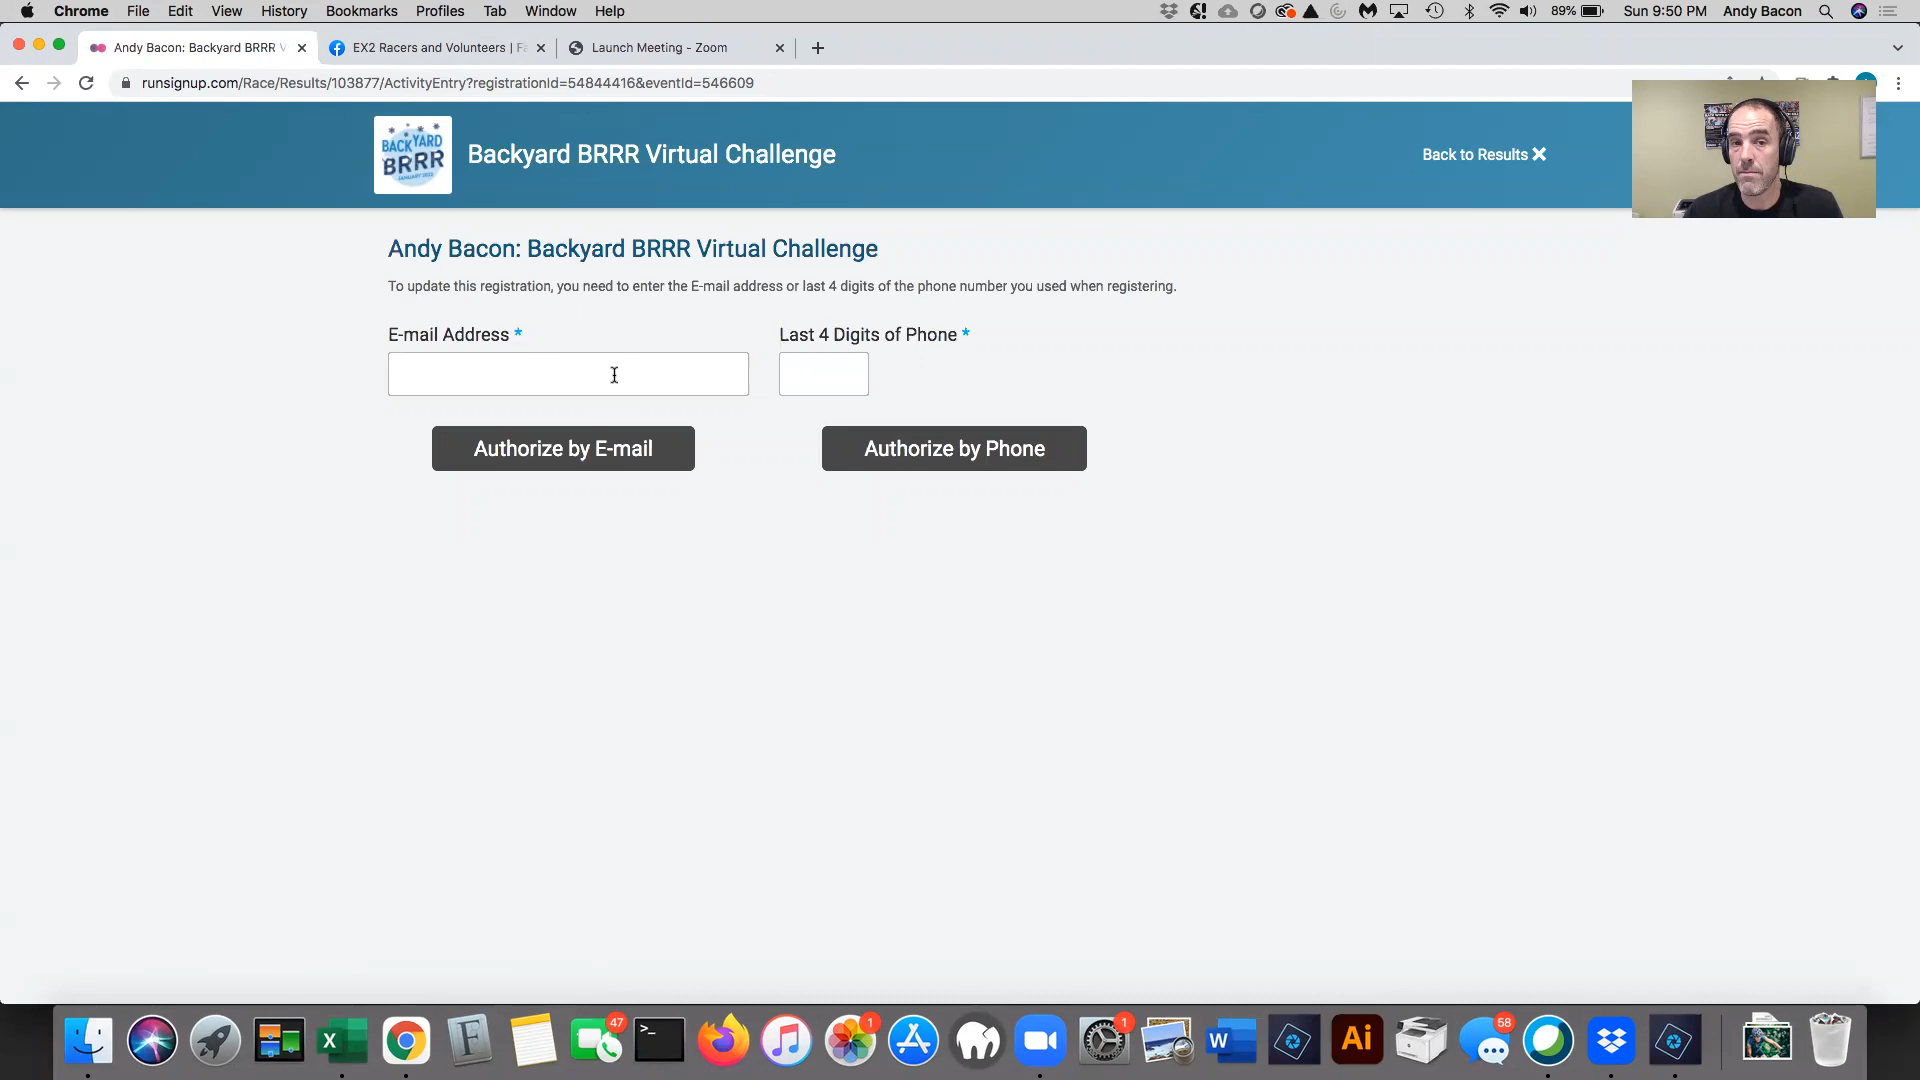 Chrome File Edit View History Bookmarks Profiles Tab Window Help 89% Sun 9:50 PM Andy Bacon
Andy Bacon: Backyard BRRR V
EX2 Racers and Volunteers | Fa
Launch Meeting - Zoom
runsignup.com/Race/Results/103877/ActivityEntry?registrationId=54844416&eventId=546609
BACKYARD
BRRR
JANUARY 2022
Backyard BRRR Virtual Challenge
Back to Results
Andy Bacon: Backyard BRRR Virtual Challenge
To update this registration, you need to enter the E-mail address or last 4 digits of the phone number you used when registering.
E-mail Address *
Last 4 Digits of Phone *
Authorize by E-mail
Authorize by Phone
47
1
1
58
X
F
>_
W
Ai